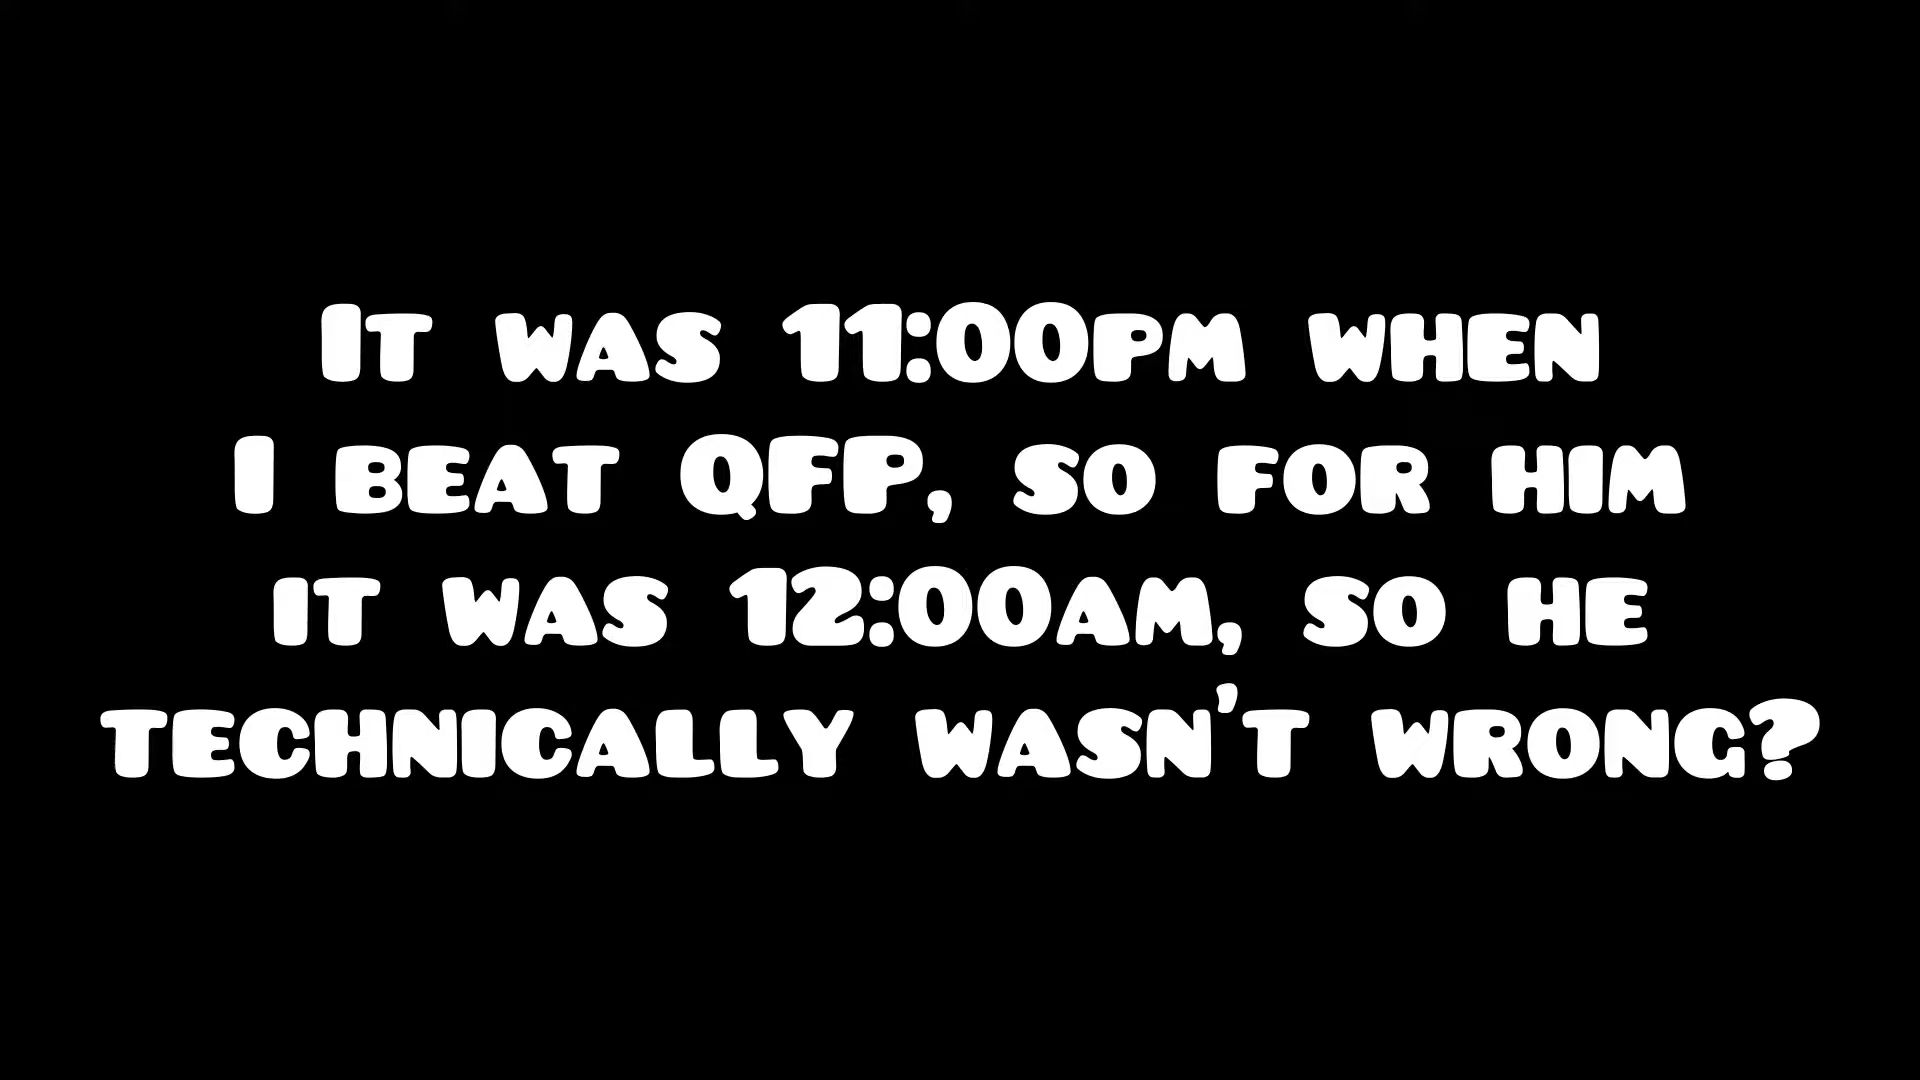 It was 11:00pm when
I beat QFP, so for him
it was 12:00am, so he
technically wasn't wrong?